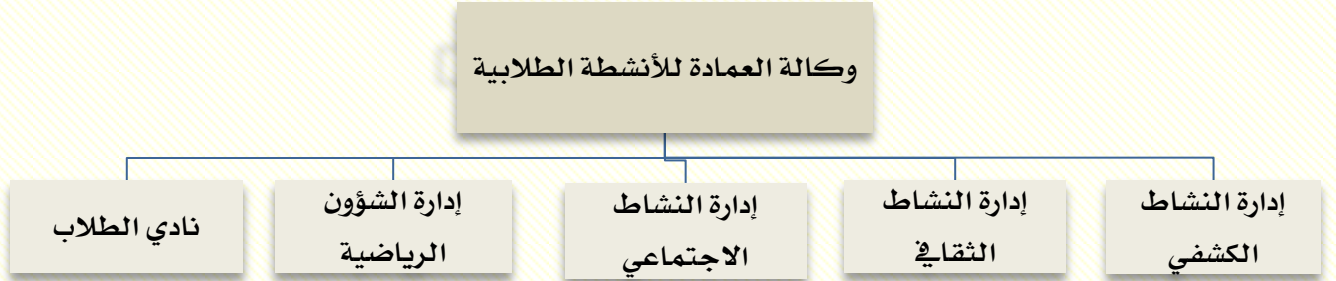 وكالة العمادة للأنشطة الطلابية
إدارة النشاط
الكشفي
إدارة النشاط
الثقافي
إدارة النشاط
الاجتماعي
إدارة الشؤون
الرياضية
نادي الطلاب